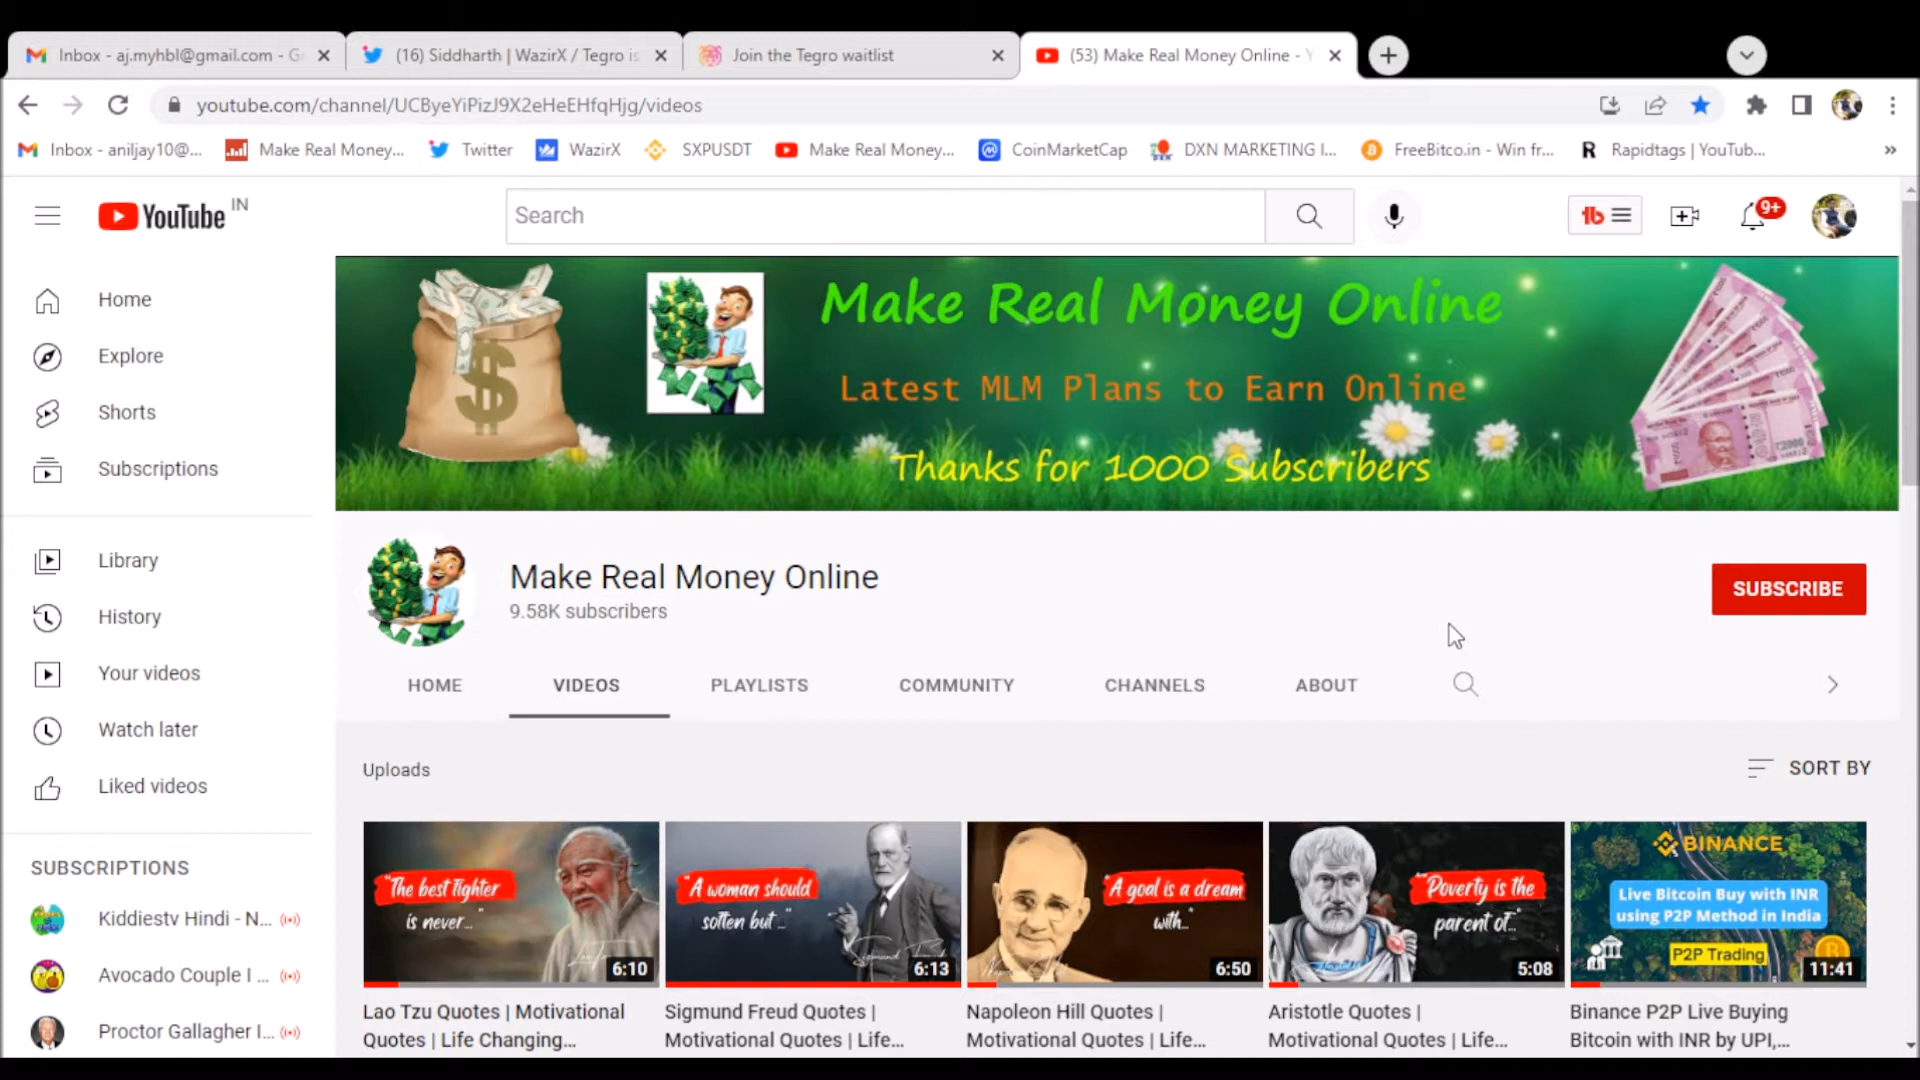 Inbox - aj.myhbl@gmail.com - G
(16) Siddharth | WazirX / Tegro is
Join the Tegro waitlist
(53) Make Real Money Online - Y
youtube.com/channel/UCByeYiPizJ9X2eHeEHfqHjg/videos
Inbox - aniljay10@...
Make Real Money...
Twitter
WazirX
SXPUSDT
Make Real Money...
CoinMarketCap
DXN MARKETING I...
FreeBitco.in - Win fr...
R
Rapidtags | YouTub...
YouTube IN
Search
tb
9+
Home
Explore
Shorts
Subscriptions
Library
History
Your videos
Watch later
Liked videos
SUBSCRIPTIONS
Kiddiestv Hindi - N...
Avocado Couple I ...
Proctor Gallagher I...
$
Make Real Money Online
Latest MLM Plans to Earn Online
Thanks for 1000 Subscribers
Make Real Money Online
9.58K subscribers
SUBSCRIBE
HOME
VIDEOS
PLAYLISTS
COMMUNITY
CHANNELS
ABOUT
Uploads
SORT BY
"The best fighter
is never..."
6:10
"A woman should
soften but..."
6:13
"A goal is a dream
with.."
6:50
"Poverty is the
parent of.."
5:08
BINANCE
Live Bitcoin Buy with INR
using P2P Method in India
P2P Trading
11:41
Lao Tzu Quotes | Motivational
Quotes | Life Changing...
Sigmund Freud Quotes |
Motivational Quotes | Life...
Napoleon Hill Quotes |
Motivational Quotes | Life...
Aristotle Quotes |
Motivational Quotes | Life...
Binance P2P Live Buying
Bitcoin with INR by UPI,...